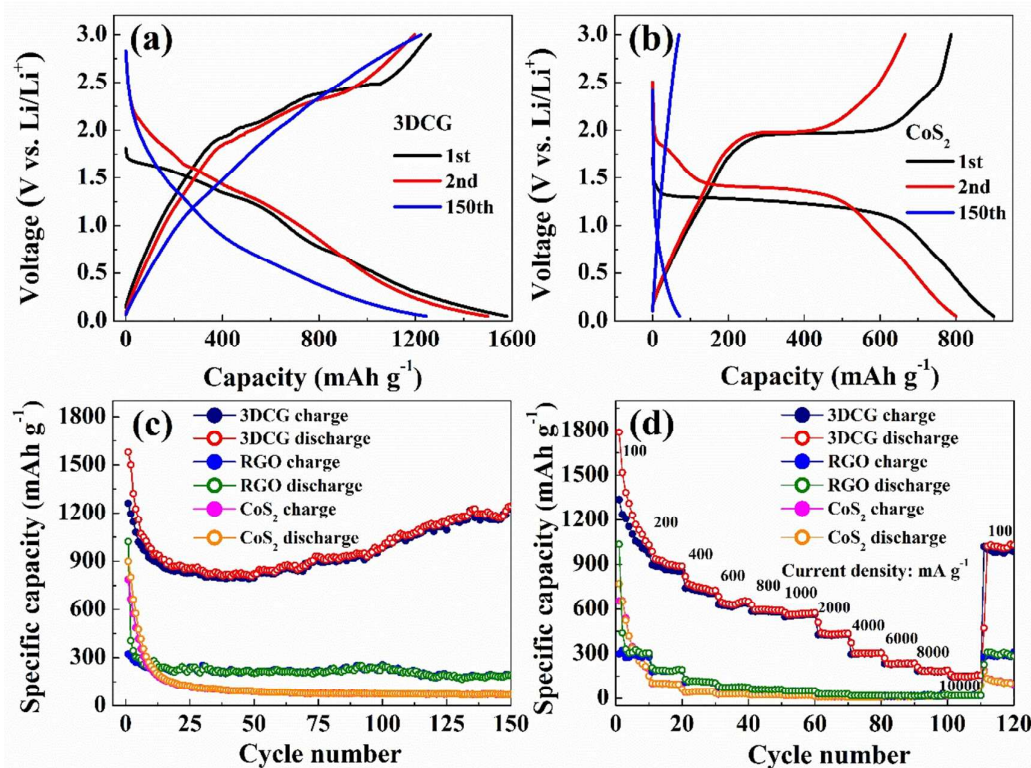 (a)
3DCG
1st
2nd
150th
Voltage (V vs. Li/Li⁺)
3.0
2.5
2.0
1.5
1.0
0.5
0.0
0 400 800 1200 1600
Capacity (mAh g⁻¹)
(b)
CoS₂
1st
2nd
150th
Voltage (V vs. Li/Li⁺)
3.0
2.5
2.0
1.5
1.0
0.5
0.0
0 200 400 600 800
Capacity (mAh g⁻¹)
(c)
3DCG charge
3DCG discharge
RGO charge
RGO discharge
CoS₂ charge
CoS₂ discharge
Specific capacity (mAh g⁻¹)
1800
1500
1200
900
600
300
0
0 25 50 75 100 125 150
Cycle number
(d)
3DCG charge
3DCG discharge
RGO charge
RGO discharge
CoS₂ charge
CoS₂ discharge
Current density: mA g⁻¹
100
200
400
600
800
1000
2000
4000
6000
8000
10000
100
Specific capacity (mAh g⁻¹)
1800
1500
1200
900
600
300
0
0 20 40 60 80 100 120
Cycle number